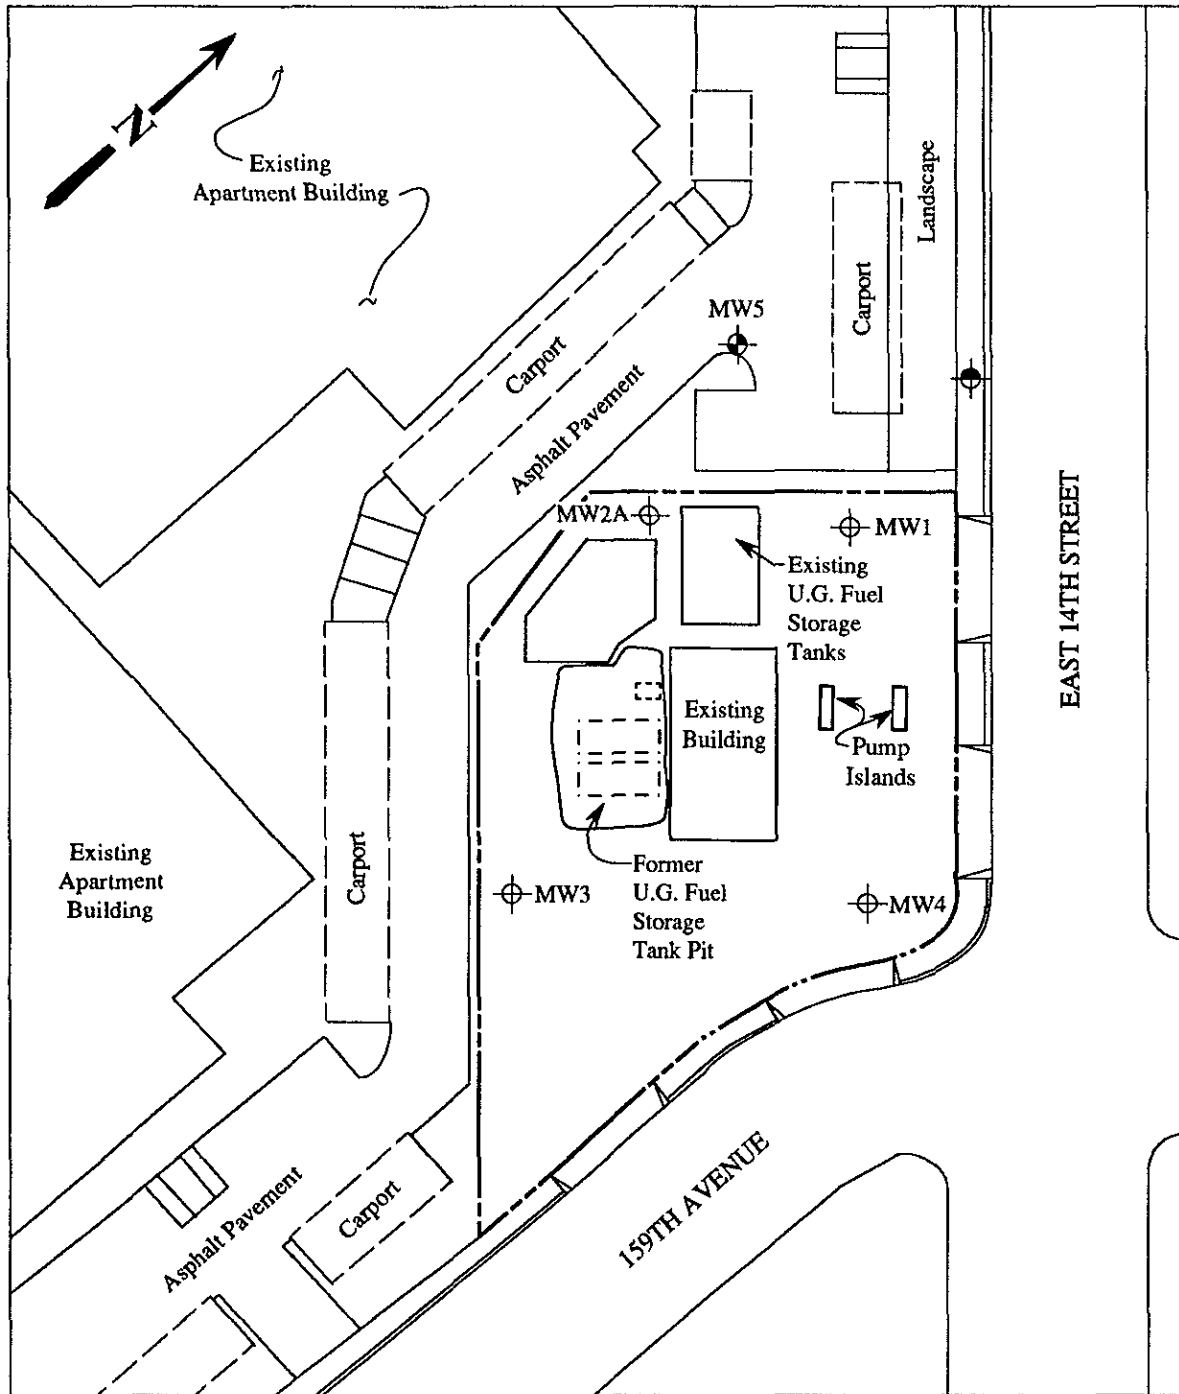 N
Existing
Apartment Building
Landscape
Carport
MW5
Carport
Asphalt Pavement
MW2A
MW1
Existing
U.G. Fuel
Storage
Tanks
EAST 14TH STREET
Existing
Building
Pump
Islands
Existing
Apartment
Building
Carport
MW3
Former
U.G. Fuel
Storage
Tank Pit
MW4
159TH AVENUE
Carport
Asphalt Pavement